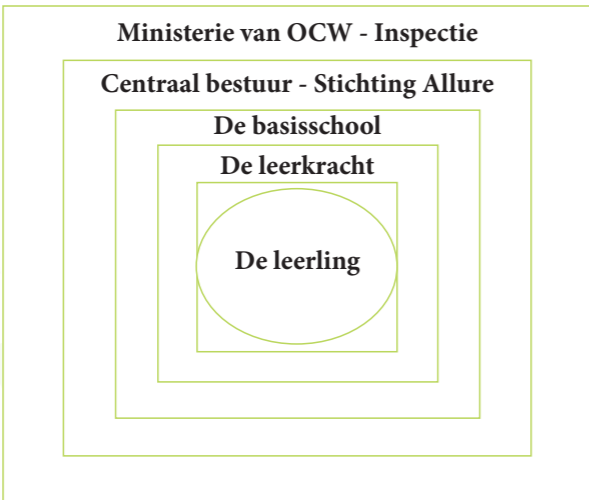 Ministerie van OCW - Inspectie
Centraal bestuur - Stichting Allure
De basisschool
De leerkracht
De leerling